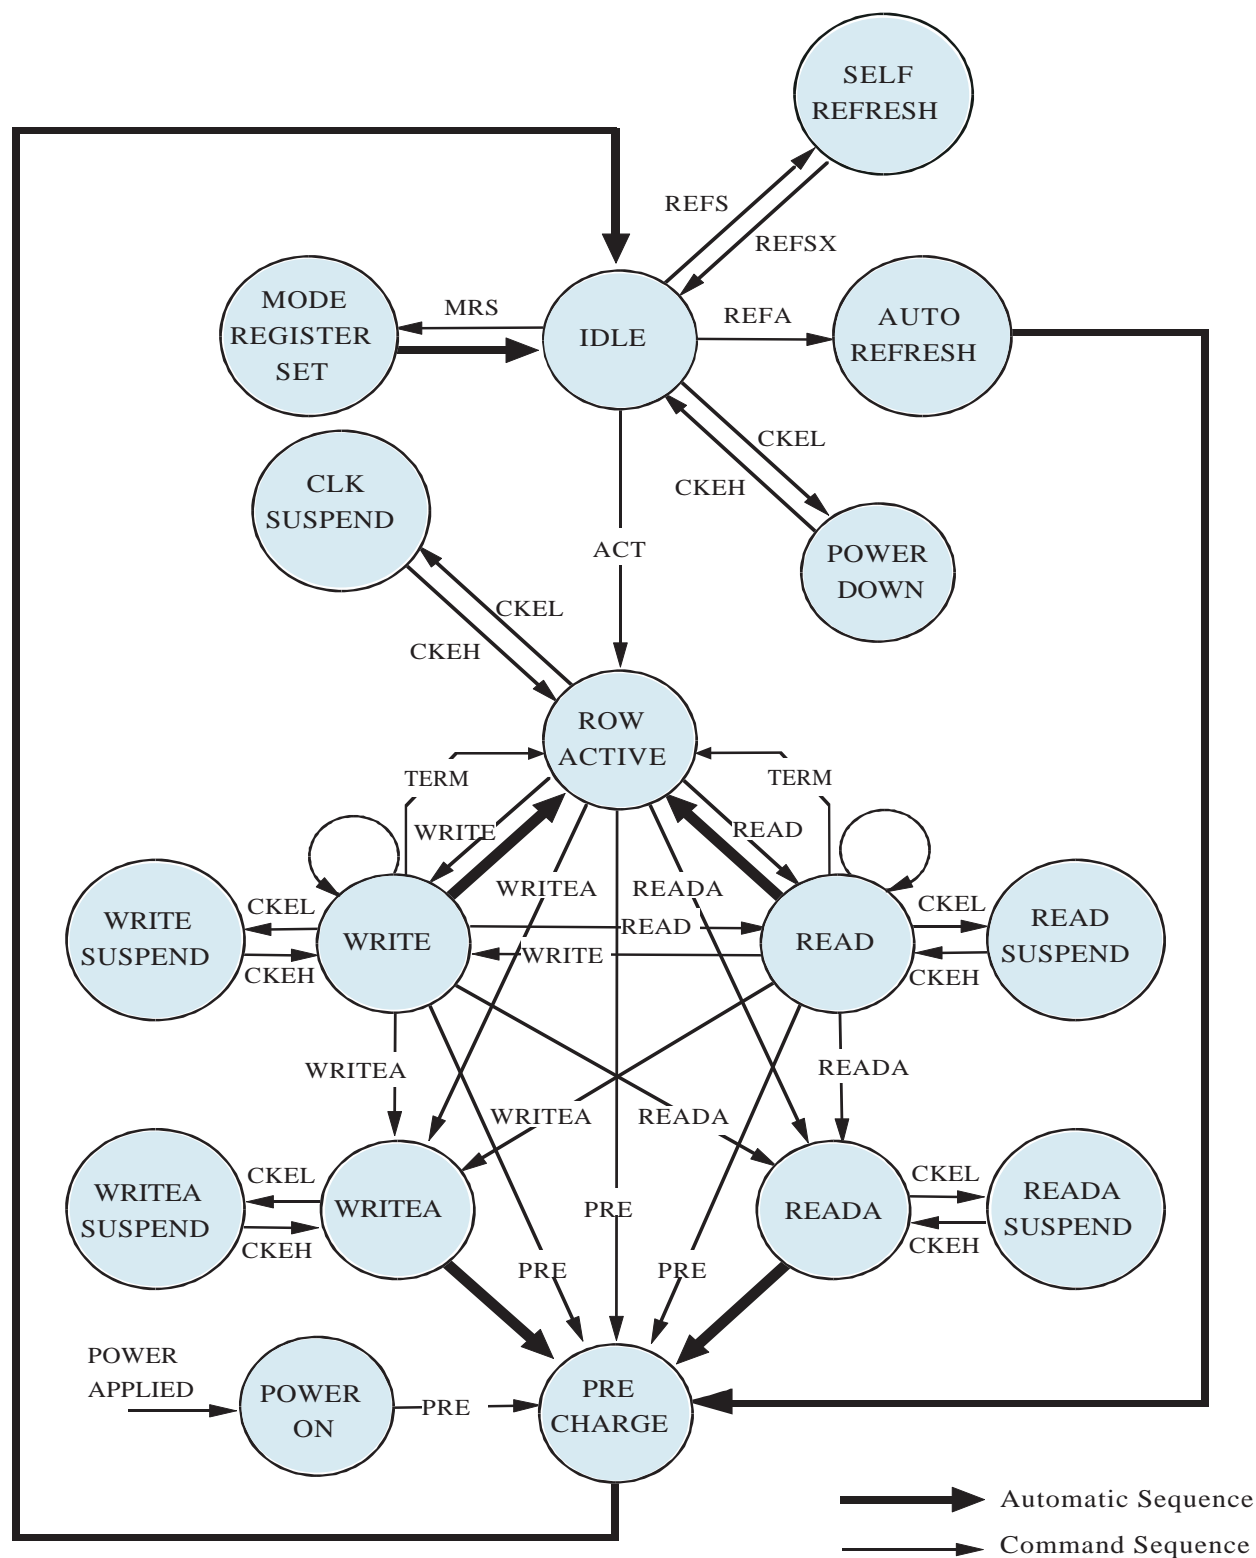 SELF
REFRESH
REFS
REFSX
MODE
REGISTER
SET
MRS
IDLE
REFA
AUTO
REFRESH
CKEL
CKEH
CLK
SUSPEND
POWER
DOWN
ACT
CKEL
CKEH
ROW
ACTIVE
TERM
TERM
WRITE
READ
WRITEA
READA
CKEL
CKEL
WRITE
SUSPEND
WRITE
READ
READ
READ
SUSPEND
CKEH
WRITE
CKEH
WRITEA
READA
WRITEA
READA
WRITEA
SUSPEND
CKEL
CKEH
WRITEA
PRE
READA
CKEL
CKEH
READA
SUSPEND
PRE
PRE
POWER
APPLIED
POWER
ON
PRE
PRE
CHARGE
Automatic Sequence
Command Sequence